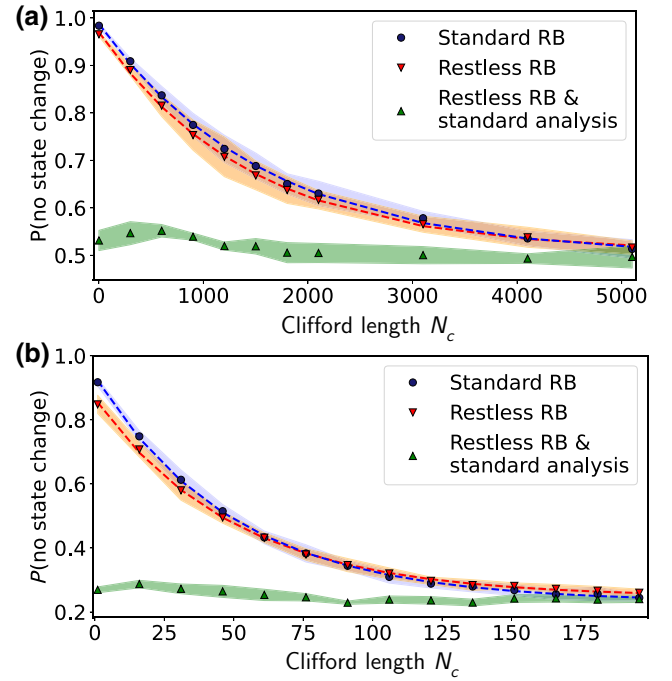 (a)
1.0
0.9
0.8
0.7
0.6
0.5
P(no state change)
Standard RB
Restless RB
Restless RB &
standard analysis
0 1000 2000 3000 4000 5000
Clifford length N_c
(b)
1.0
0.8
0.6
0.4
0.2
P(no state change)
Standard RB
Restless RB
Restless RB &
standard analysis
0 25 50 75 100 125 150 175
Clifford length N_c